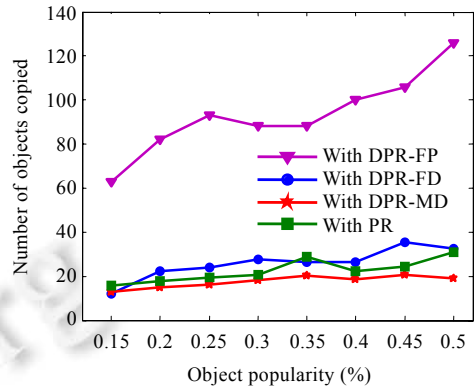 140
120
100
80
60
40
20
0
Number of objects copied
With DPR-FP
With DPR-FD
With DPR-MD
With PR
0.15 0.2 0.25 0.3 0.35 0.4 0.45 0.5
Object popularity (%)